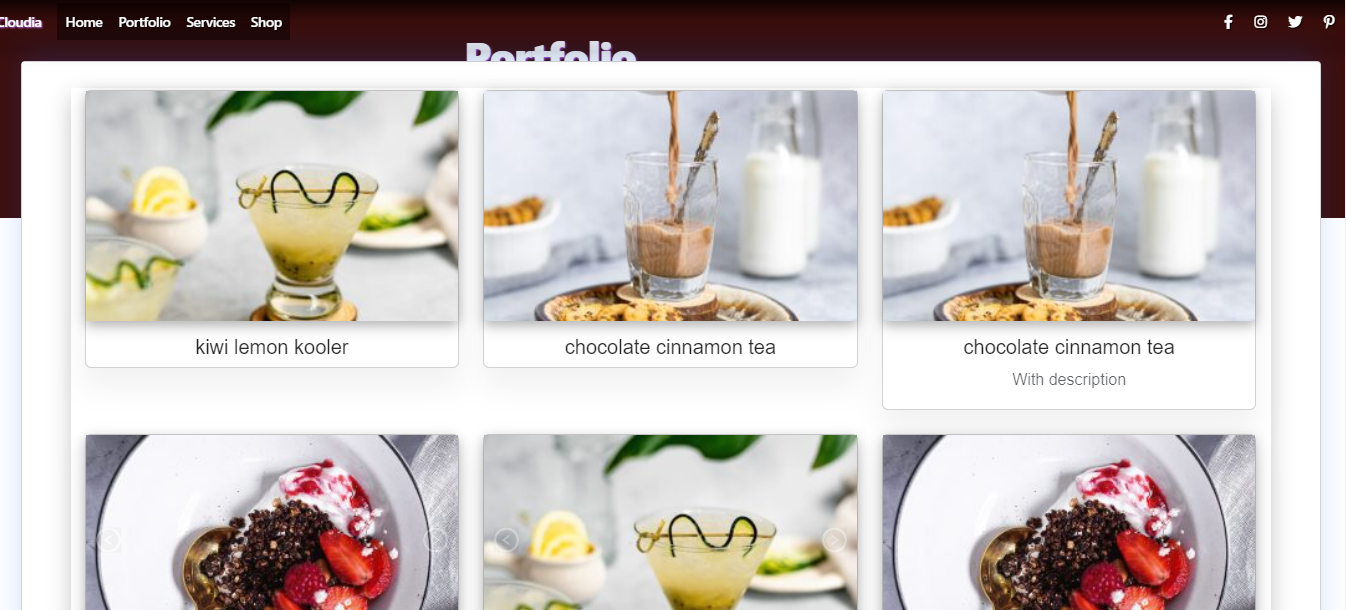 Cloudia Home Portfolio Services Shop
Portfolio
kiwi lemon kooler
chocolate cinnamon tea
chocolate cinnamon tea
With description